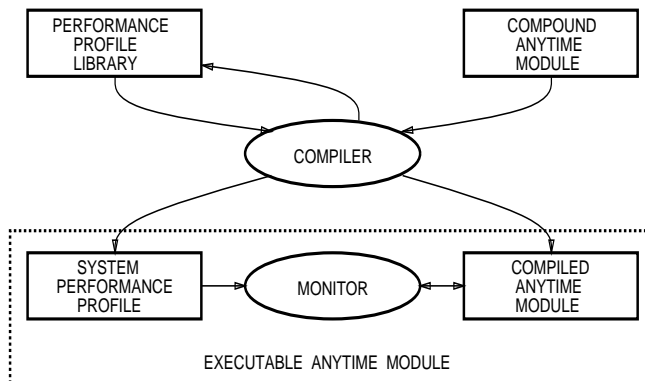 PERFORMANCE
PROFILE
LIBRARY
COMPOUND
ANYTIME
MODULE
COMPILER
SYSTEM
PERFORMANCE
PROFILE
MONITOR
COMPILED
ANYTIME
MODULE
EXECUTABLE ANYTIME MODULE